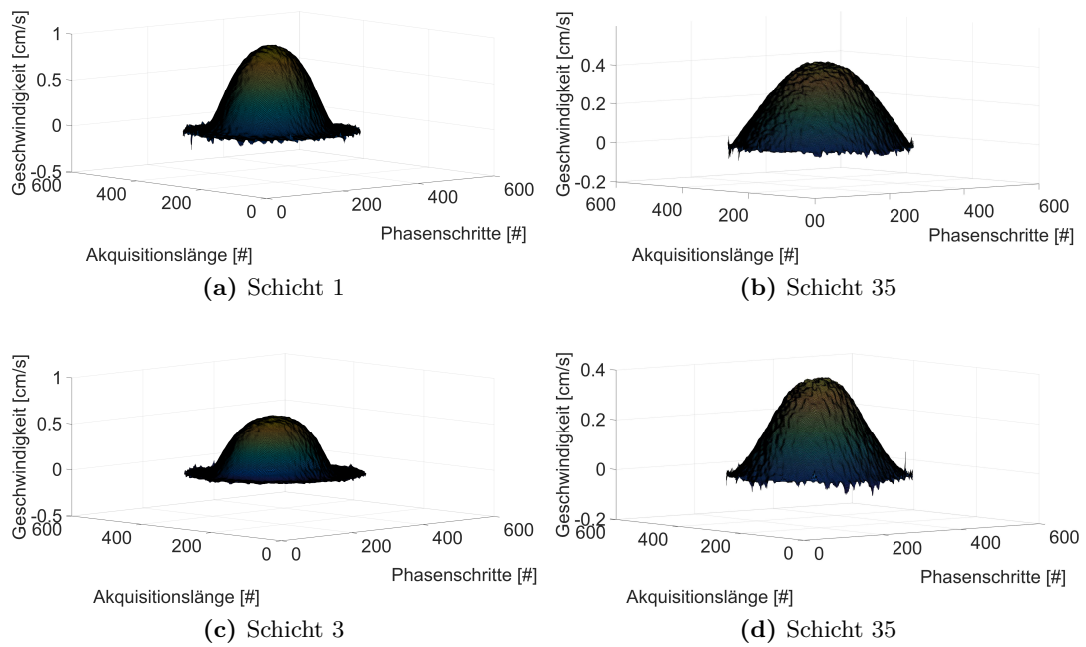 Geschwindigkeit [cm/s]
1
0.5
0
-0.5
600
400
200
0
0
200
400
600
Phasenschritte [#]
Akquisitionslänge [#]
(a) Schicht 1
Geschwindigkeit [cm/s]
0.4
0.2
0
-0.2
600
400
200
00
200
400
600
Phasenschritte [#]
Akquisitionslänge [#]
(b) Schicht 35
Geschwindigkeit [cm/s]
1
0.5
0
-0.5
600
400
200
0
0
200
400
600
Phasenschritte [#]
Akquisitionslänge [#]
(c) Schicht 3
Geschwindigkeit [cm/s]
0.4
0.2
0
-0.2
600
400
200
0
0
200
400
600
Phasenschritte [#]
Akquisitionslänge [#]
(d) Schicht 35